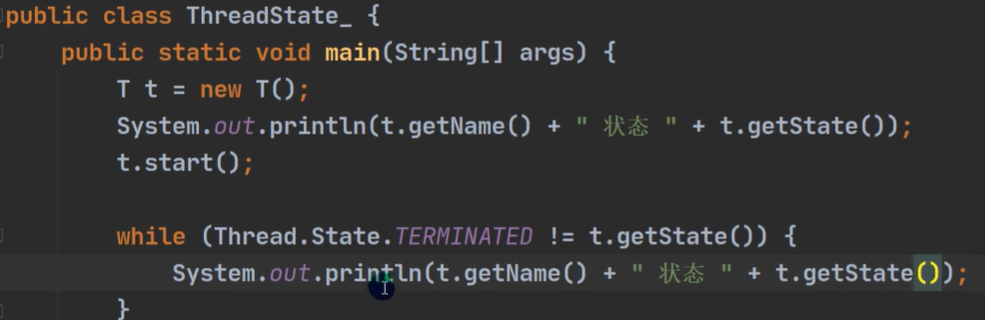 public class ThreadState_ {
public static void main(String[] args) {
T t = new T();
System.out.println(t.getName() + " 状态 " + t.getState());
t.start();
while (Thread.State.TERMINATED != t.getState()) {
System.out.println(t.getName() + " 状态 " + t.getState());
}